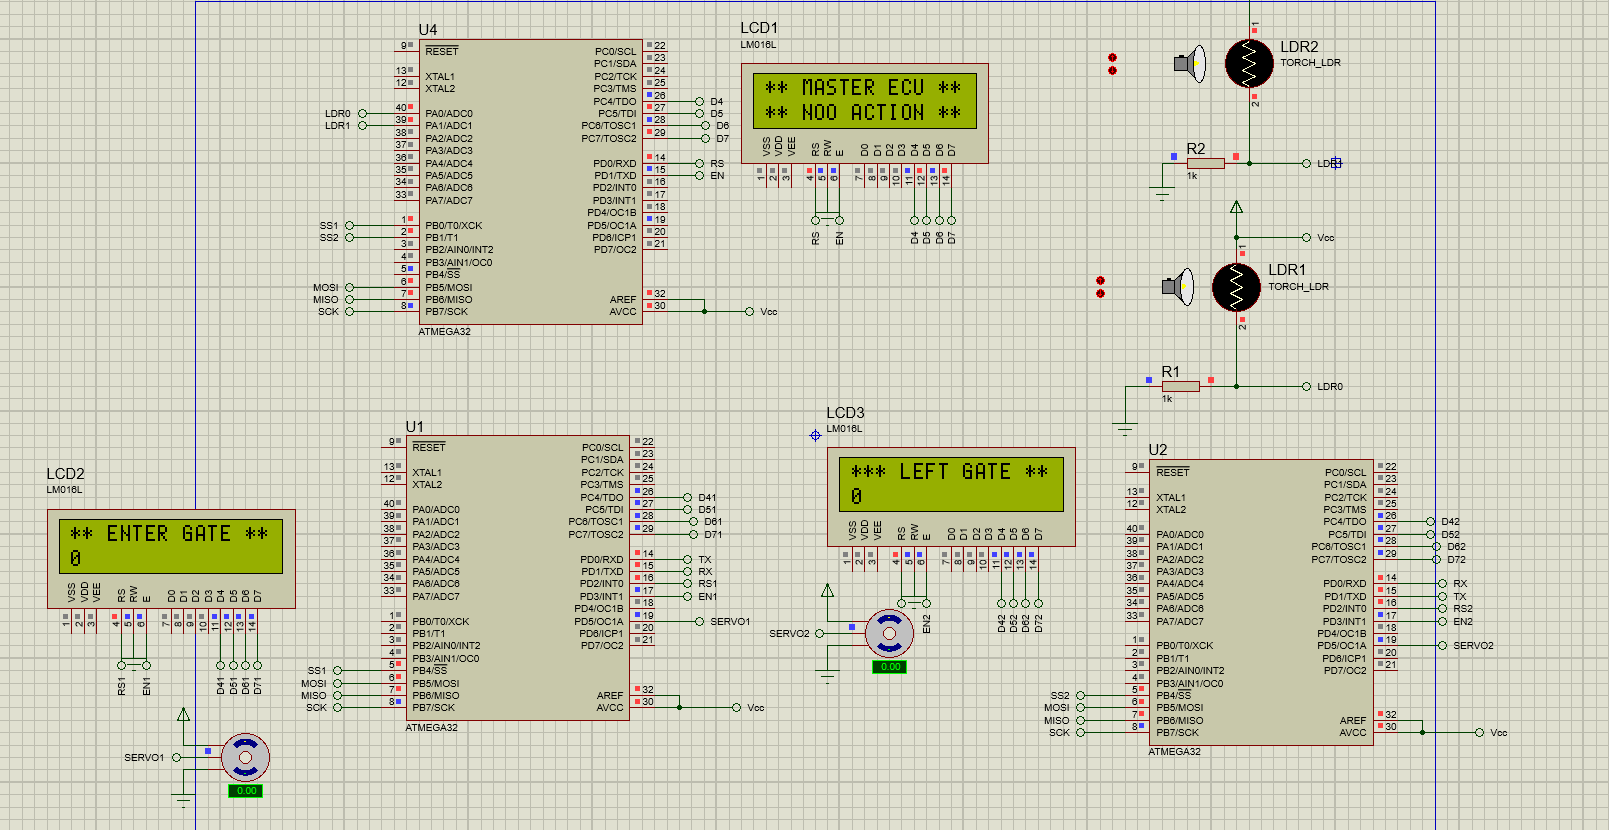 U4
9 RESET
13 XTAL1
12 XTAL2
LDR0 40 PA0/ADC0
LDR1 39 PA1/ADC1
38 PA2/ADC2
37 PA3/ADC3
36 PA4/ADC4
35 PA5/ADC5
34 PA6/ADC6
33 PA7/ADC7
SS1 1 PB0/T0/XCK
SS2 2 PB1/T1
3 PB2/AIN0/INT2
4 PB3/AIN1/OC0
5 PB4/SS
MOSI 6 PB5/MOSI
MISO 7 PB6/MISO
SCK 8 PB7/SCK
PC0/SCL 22
PC1/SDA 23
PC2/TCK 24
PC3/TMS 25
PC4/TDO 26 D4
PC5/TDI 27 D5
PC6/TOSC1 28 D6
PC7/TOSC2 29 D7
PD0/RXD 14 RS
PD1/TXD 15 EN
PD2/INT0 16
PD3/INT1 17
PD4/OC1B 18
PD5/OC1A 19
PD6/ICP1 20
PD7/OC2 21
AREF 32
AVCC 30 Vcc
ATMEGA32
LCD1
LM016L
** MASTER ECU **
** NOO ACTION **
VSS VDD VEE RS RW E D0 D1 D2 D3 D4 D5 D6 D7
1 2 3 4 5 6 7 8 9 10 11 12 13 14
RS EN D4 D5 D6 D7
1
LDR2
TORCH_LDR
2
R2
1k
Vcc
1
LDR1
TORCH_LDR
2
R1
1k
LDR0
LCD2
LM016L
** ENTER GATE **
0
VSS VDD VEE RS RW E D0 D1 D2 D3 D4 D5 D6 D7
1 2 3 4 5 6 7 8 9 10 11 12 13 14
RS1 EN1 D41 D51 D61 D71
SERVO1
0.00
U1
9 RESET
13 XTAL1
12 XTAL2
40 PA0/ADC0
39 PA1/ADC1
38 PA2/ADC2
37 PA3/ADC3
36 PA4/ADC4
35 PA5/ADC5
34 PA6/ADC6
33 PA7/ADC7
1 PB0/T0/XCK
2 PB1/T1
3 PB2/AIN0/INT2
4 PB3/AIN1/OC0
SS1 5 PB4/SS
MOSI 6 PB5/MOSI
MISO 7 PB6/MISO
SCK 8 PB7/SCK
PC0/SCL 22
PC1/SDA 23
PC2/TCK 24
PC3/TMS 25
PC4/TDO 26 D41
PC5/TDI 27 D51
PC6/TOSC1 28 D61
PC7/TOSC2 29 D71
PD0/RXD 14 TX
PD1/TXD 15 RX
PD2/INT0 16 RS1
PD3/INT1 17 EN1
PD4/OC1B 18
PD5/OC1A 19 SERVO1
PD6/ICP1 20
PD7/OC2 21
AREF 32
AVCC 30 Vcc
ATMEGA32
LCD3
LM016L
*** LEFT GATE **
0
VSS VDD VEE RS RW E D0 D1 D2 D3 D4 D5 D6 D7
1 2 3 4 5 6 7 8 9 10 11 12 13 14
EN2 D42 D52 D62 D72
SERVO2
0.00
U2
9 RESET
13 XTAL1
12 XTAL2
40 PA0/ADC0
39 PA1/ADC1
38 PA2/ADC2
37 PA3/ADC3
36 PA4/ADC4
35 PA5/ADC5
34 PA6/ADC6
33 PA7/ADC7
1 PB0/T0/XCK
2 PB1/T1
3 PB2/AIN0/INT2
4 PB3/AIN1/OC0
SS2 5 PB4/SS
MOSI 6 PB5/MOSI
MISO 7 PB6/MISO
SCK 8 PB7/SCK
PC0/SCL 22
PC1/SDA 23
PC2/TCK 24
PC3/TMS 25
PC4/TDO 26 D42
PC5/TDI 27 D52
PC6/TOSC1 28 D62
PC7/TOSC2 29 D72
PD0/RXD 14 RX
PD1/TXD 15 TX
PD2/INT0 16 RS2
PD3/INT1 17 EN2
PD4/OC1B 18
PD5/OC1A 19 SERVO2
PD6/ICP1 20
PD7/OC2 21
AREF 32
AVCC 30 Vcc
ATMEGA32